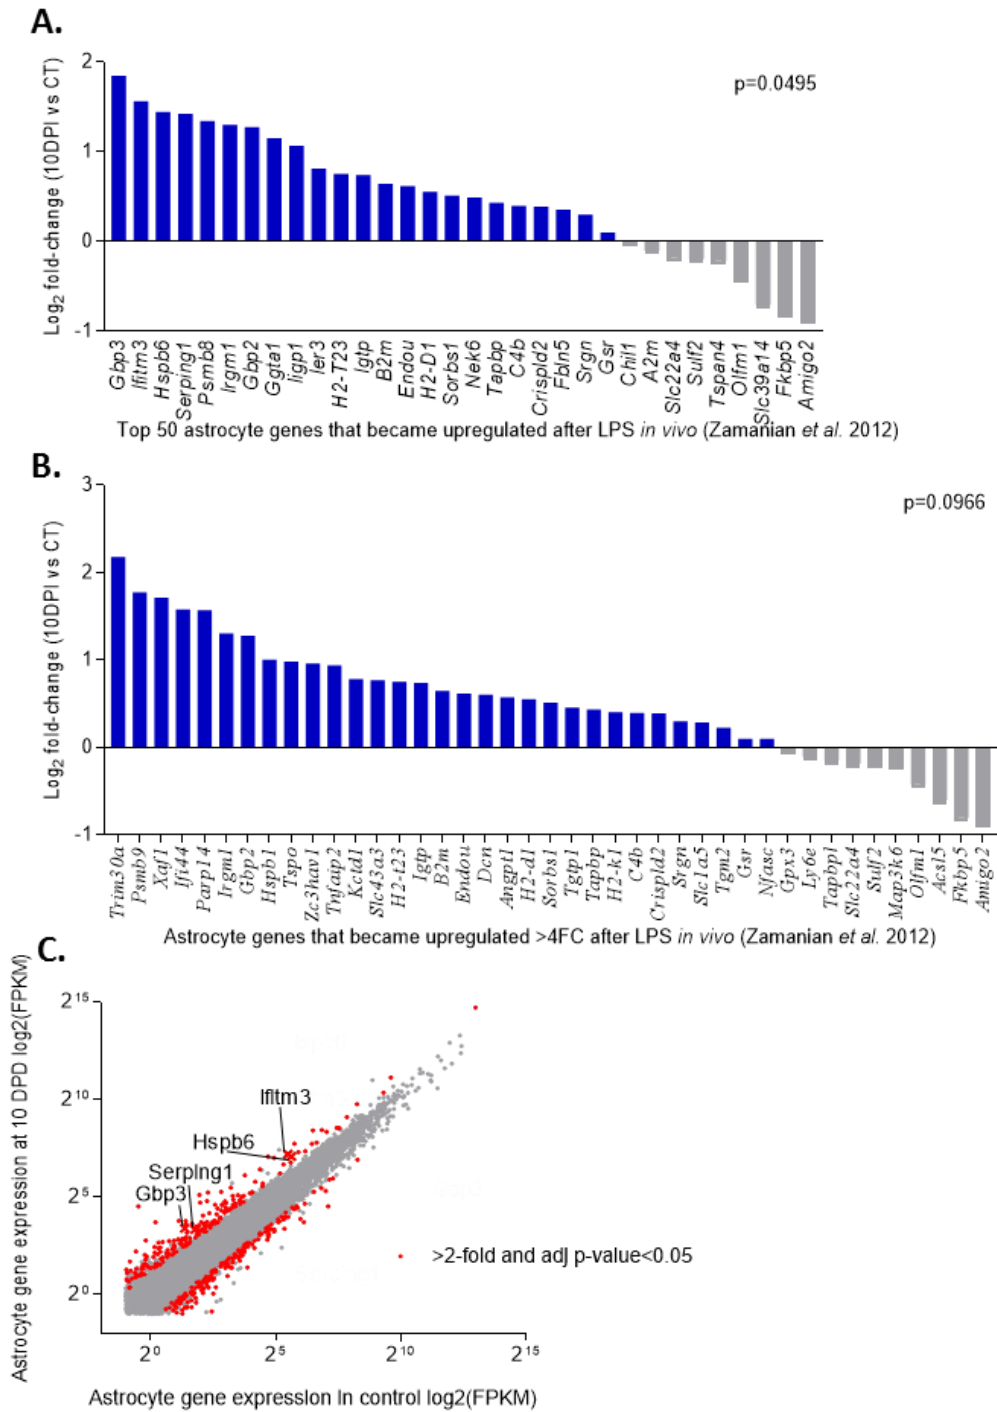 A.
2
p=0.0495
1
0
-1
Log2 fold-change (10DPI vs CT)
Gbp3 Ifitm3 Hspb6 Serping1 Psmb8 Irgm1 Gbp2 Ggta1 Iigp1 Ier3 H2-T23 Igtp B2m Endou H2-D1 Sorbs1 Nek6 Tapbp C4b Crispld2 Fbln5 Srgn Gsr Chil1 A2m Slc22a4 Sulf2 Tspan4 Olfm1 Slc39a14 Fkbp5 Amigo2
Top 50 astrocyte genes that became upregulated after LPS in vivo (Zamanian et al. 2012)
B.
3
p=0.0966
2
1
0
-1
Log2 fold-change (10DPI vs CT)
Trim30a Psmb9 Xaf1 Ifi44 Parp14 Irgm1 Gbp2 Hspb1 Tspo Zc3hav1 Tnfaip2 Kctd1 Slc43a3 H2-t23 Igtp B2m Endou Dcn Angptl H2-d1 Sorbs1 Tgtp1 Tapbp H2-k1 C4b Crispld2 Srgn Slc1a5 Tgm2 Gsr Nfasc Gpx3 Ly6e Tapbp1 Slc22a4 Sulf2 Map3k6 Olfm1 Acsl5 Fkbp5 Amigo2
Astrocyte genes that became upregulated >4FC after LPS in vivo (Zamanian et al. 2012)
C.
2^15
2^10
2^5
2^0
Astrocyte gene expression at 10 DPD log2(FPKM)
Ifltm3
Hspb6
Serplng1
Gbp3
>2-fold and adj p-value<0.05
2^0 2^5 2^10 2^15
Astrocyte gene expression In control log2(FPKM)